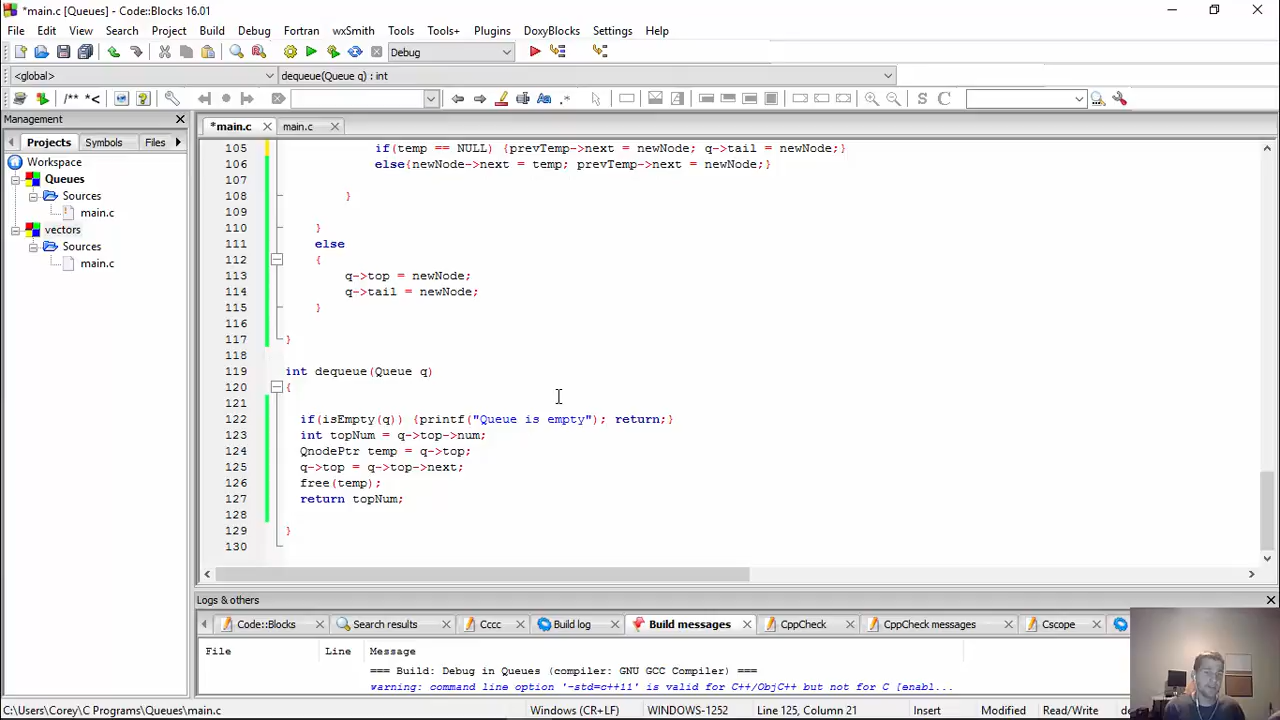 *main.c [Queues] - Code::Blocks 16.01
File Edit View Search Project Build Debug Fortran wxSmith Tools Tools+ Plugins DoxyBlocks Settings Help
Debug
<global> dequeue(Queue q) : int
/** *< .* S C
Management
*main.c main.c
Projects Symbols Files
Workspace
Queues
Sources
main.c
vectors
Sources
main.c
105 if(temp == NULL) {prevTemp->next = newNode; q->tail = newNode;}
106 else{newNode->next = temp; prevTemp->next = newNode;}
107
108 }
109
110 }
111 else
112 {
113 q->top = newNode;
114 q->tail = newNode;
115 }
116
117 }
118
119 int dequeue(Queue q)
120 {
121
122 if(isEmpty(q)) {printf("Queue is empty"); return;}
123 int topNum = q->top->num;
124 QnodePtr temp = q->top;
125 q->top = q->top->next;
126 free(temp);
127 return topNum;
128
129 }
130
Logs & others
Code::Blocks Search results Cccc Build log Build messages CppCheck CppCheck messages Cscope
File Line Message
=== Build: Debug in Queues (compiler: GNU GCC Compiler) ===
warning: command line option '-std=c++11' is valid for C++/ObjC++ but not for C [enabl...
C:\Users\Corey\C Programs\Queues\main.c Windows (CR+LF) WINDOWS-1252 Line 125, Column 21 Insert Modified Read/Write de